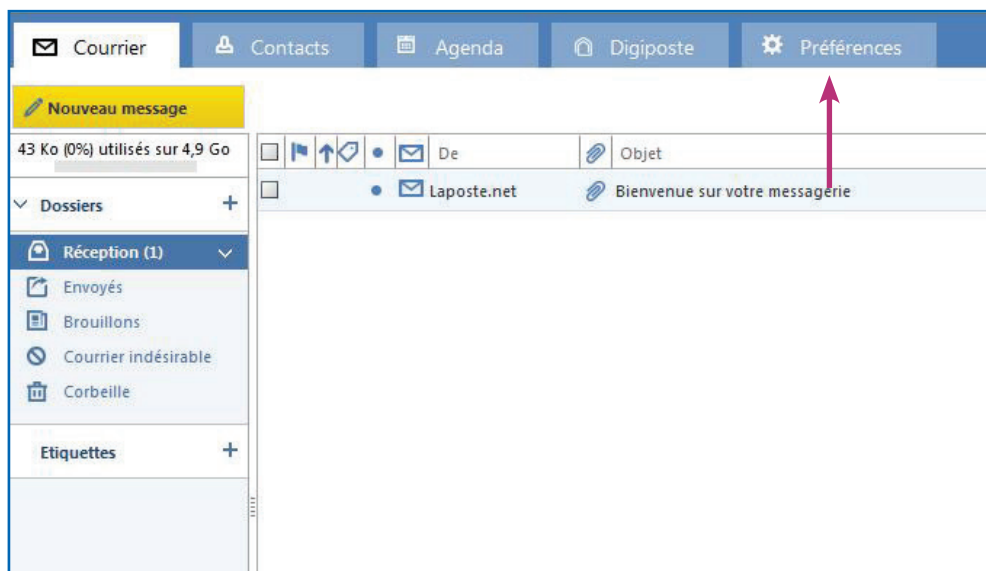 Courrier Contacts Agenda Digiposte Préférences
Nouveau message
43 Ko (0%) utilisés sur 4,9 Go
De Objet
Laposte.net Bienvenue sur votre messagerie
Dossiers +
Réception (1)
Envoyés
Brouillons
Courrier indésirable
Corbeille
Etiquettes +